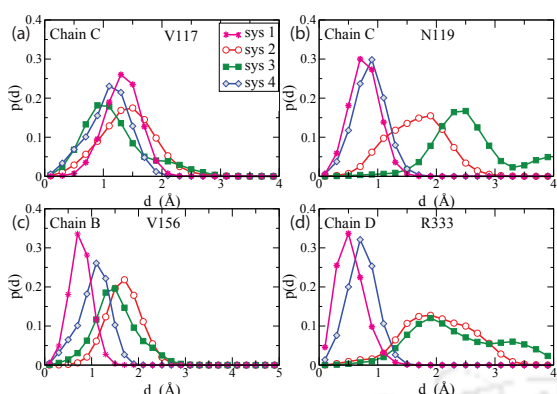 (a) Chain C V117
sys 1
sys 2
sys 3
sys 4
p(d)
0.4
0.3
0.2
0.1
0
0 1 2 3 4
d (Å)
(b) Chain C N119
p(d)
0.4
0.3
0.2
0.1
0
0 1 2 3 4
d (Å)
(c) Chain B V156
p(d)
0.4
0.3
0.2
0.1
0
0 1 2 3 4 5
d (Å)
(d) Chain D R333
p(d)
0.4
0.3
0.2
0.1
0
0 1 2 3 4
d (Å)